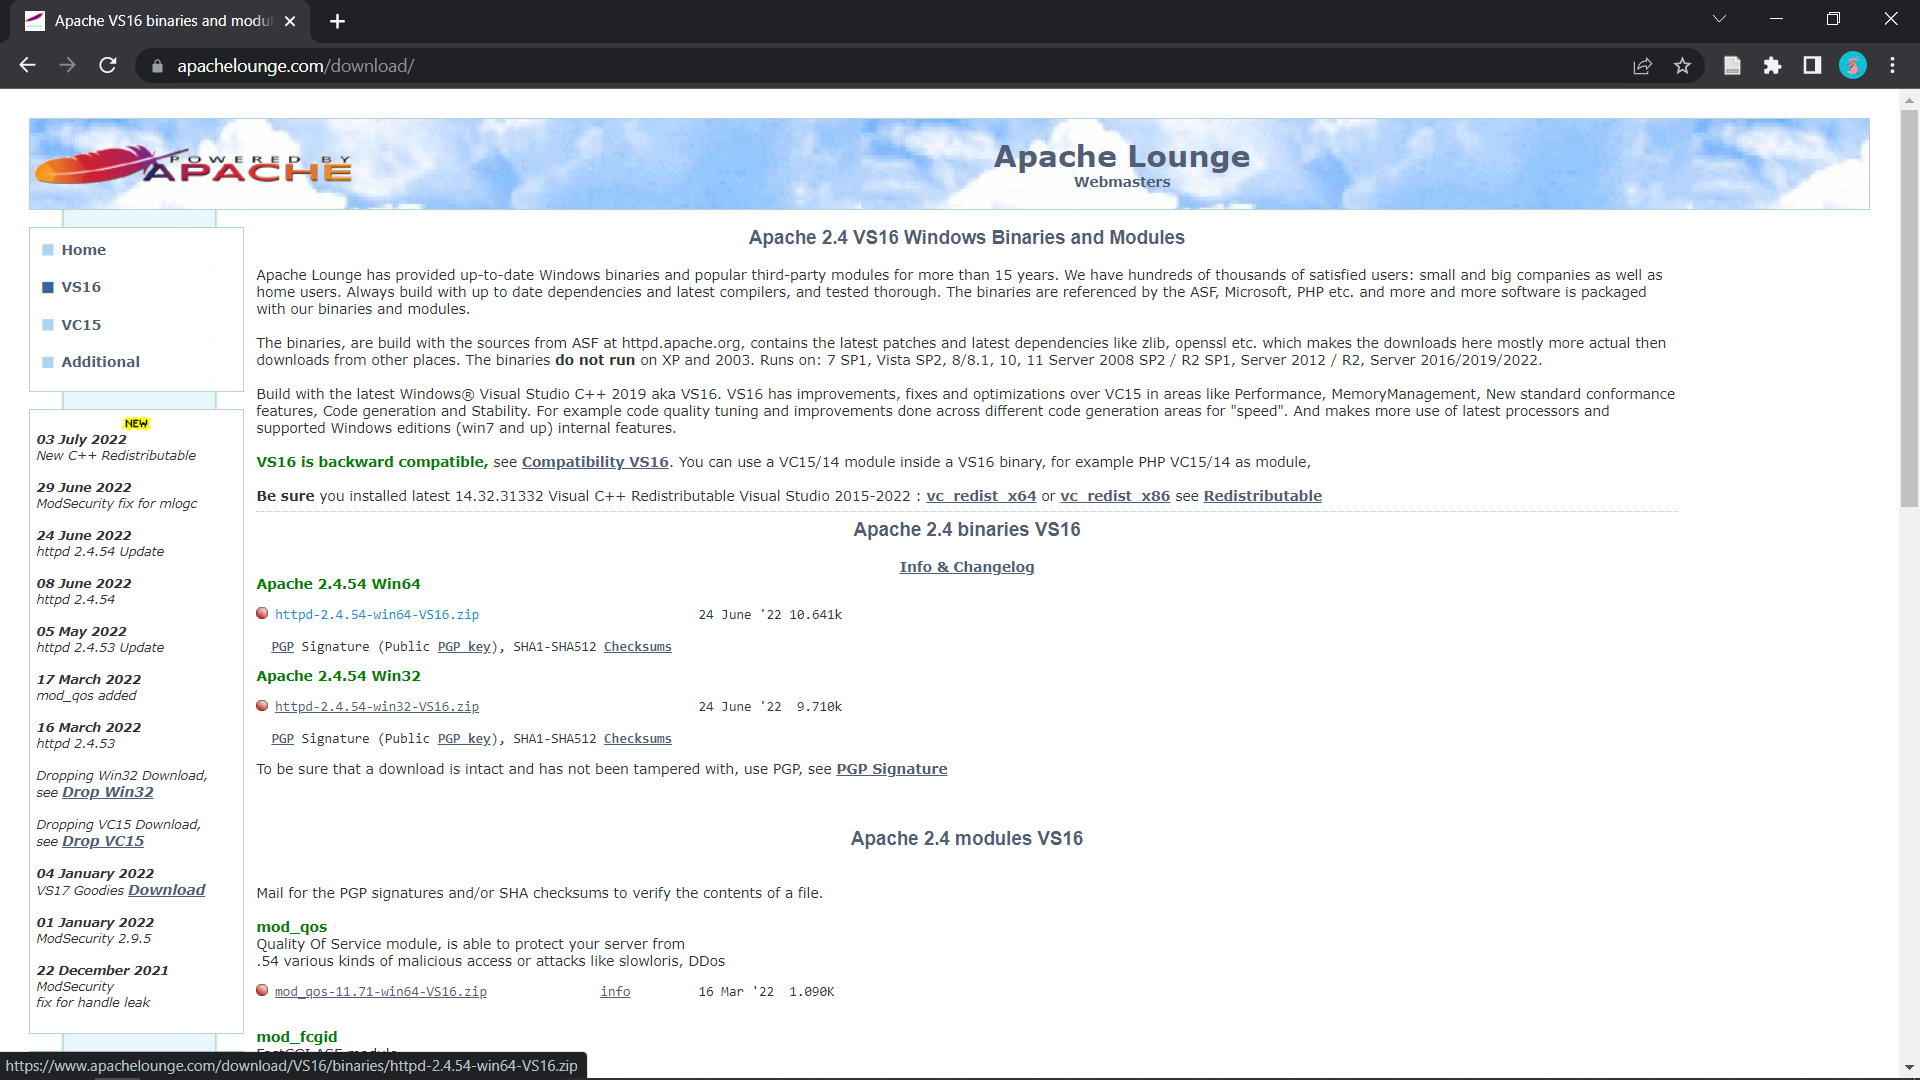 Apache VS16 binaries and modul
apachelounge.com/download/
POWERED BY
APACHE
Apache Lounge
Webmasters
Home
VS16
VC15
Additional
NEW
03 July 2022
New C++ Redistributable
29 June 2022
ModSecurity fix for mlogc
24 June 2022
httpd 2.4.54 Update
08 June 2022
httpd 2.4.54
05 May 2022
httpd 2.4.53 Update
17 March 2022
mod_qos added
16 March 2022
httpd 2.4.53
Dropping Win32 Download,
see Drop Win32
Dropping VC15 Download,
see Drop VC15
04 January 2022
VS17 Goodies Download
01 January 2022
ModSecurity 2.9.5
22 December 2021
ModSecurity
fix for handle leak
Apache 2.4 VS16 Windows Binaries and Modules
Apache Lounge has provided up-to-date Windows binaries and popular third-party modules for more than 15 years. We have hundreds of thousands of satisfied users: small and big companies as well as
home users. Always build with up to date dependencies and latest compilers, and tested thorough. The binaries are referenced by the ASF, Microsoft, PHP etc. and more and more software is packaged
with our binaries and modules.
The binaries, are build with the sources from ASF at httpd.apache.org, contains the latest patches and latest dependencies like zlib, openssl etc. which makes the downloads here mostly more actual then
downloads from other places. The binaries do not run on XP and 2003. Runs on: 7 SP1, Vista SP2, 8/8.1, 10, 11 Server 2008 SP2 / R2 SP1, Server 2012 / R2, Server 2016/2019/2022.
Build with the latest Windows® Visual Studio C++ 2019 aka VS16. VS16 has improvements, fixes and optimizations over VC15 in areas like Performance, MemoryManagement, New standard conformance
features, Code generation and Stability. For example code quality tuning and improvements done across different code generation areas for "speed". And makes more use of latest processors and
supported Windows editions (win7 and up) internal features.
VS16 is backward compatible, see Compatibility VS16. You can use a VC15/14 module inside a VS16 binary, for example PHP VC15/14 as module,
Be sure you installed latest 14.32.31332 Visual C++ Redistributable Visual Studio 2015-2022 : vc_redist_x64 or vc_redist_x86 see Redistributable
Apache 2.4 binaries VS16
Info & Changelog
Apache 2.4.54 Win64
httpd-2.4.54-win64-VS16.zip 24 June '22 10.641k
PGP Signature (Public PGP key), SHA1-SHA512 Checksums
Apache 2.4.54 Win32
httpd-2.4.54-win32-VS16.zip 24 June '22 9.710k
PGP Signature (Public PGP key), SHA1-SHA512 Checksums
To be sure that a download is intact and has not been tampered with, use PGP, see PGP Signature
Apache 2.4 modules VS16
Mail for the PGP signatures and/or SHA checksums to verify the contents of a file.
mod_qos
Quality Of Service module, is able to protect your server from
.54 various kinds of malicious access or attacks like slowloris, DDos
mod_qos-11.71-win64-VS16.zip info 16 Mar '22 1.090K
mod_fcgid
https://www.apachelounge.com/download/VS16/binaries/httpd-2.4.54-win64-VS16.zip